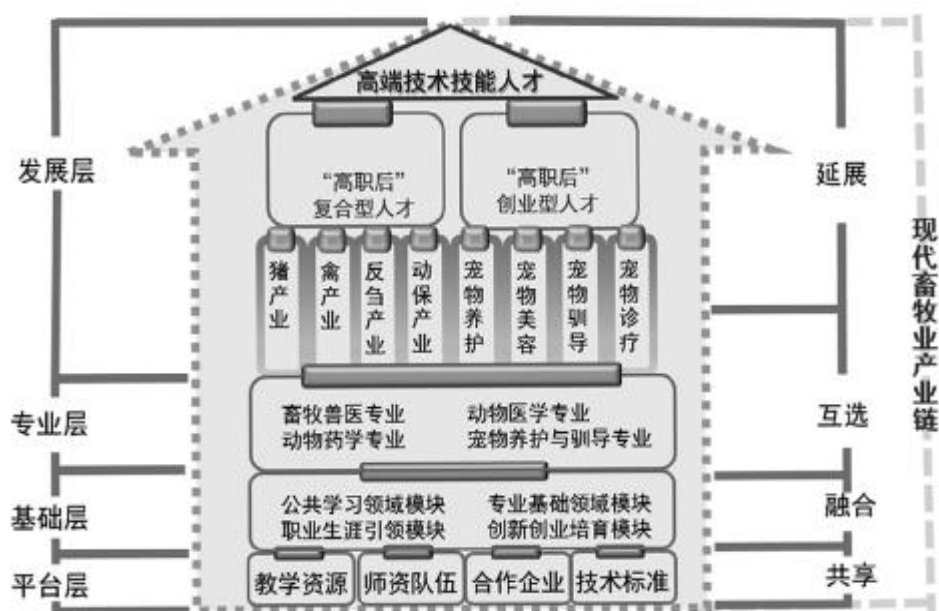 高端技术技能人才
发展层
“高职后”
复合型人才
“高职后”
创业型人才
延展
猪产业
禽产业
反刍产业
动保产业
宠物养护
宠物美容
宠物驯导
宠物诊疗
现代畜牧业产业链
专业层
畜牧兽医专业
动物医学专业
动物药学专业
宠物养护与驯导专业
互选
基础层
公共学习领域模块
专业基础领域模块
职业生涯引领模块
创新创业培育模块
融合
平台层
教学资源
师资队伍
合作企业
技术标准
共享